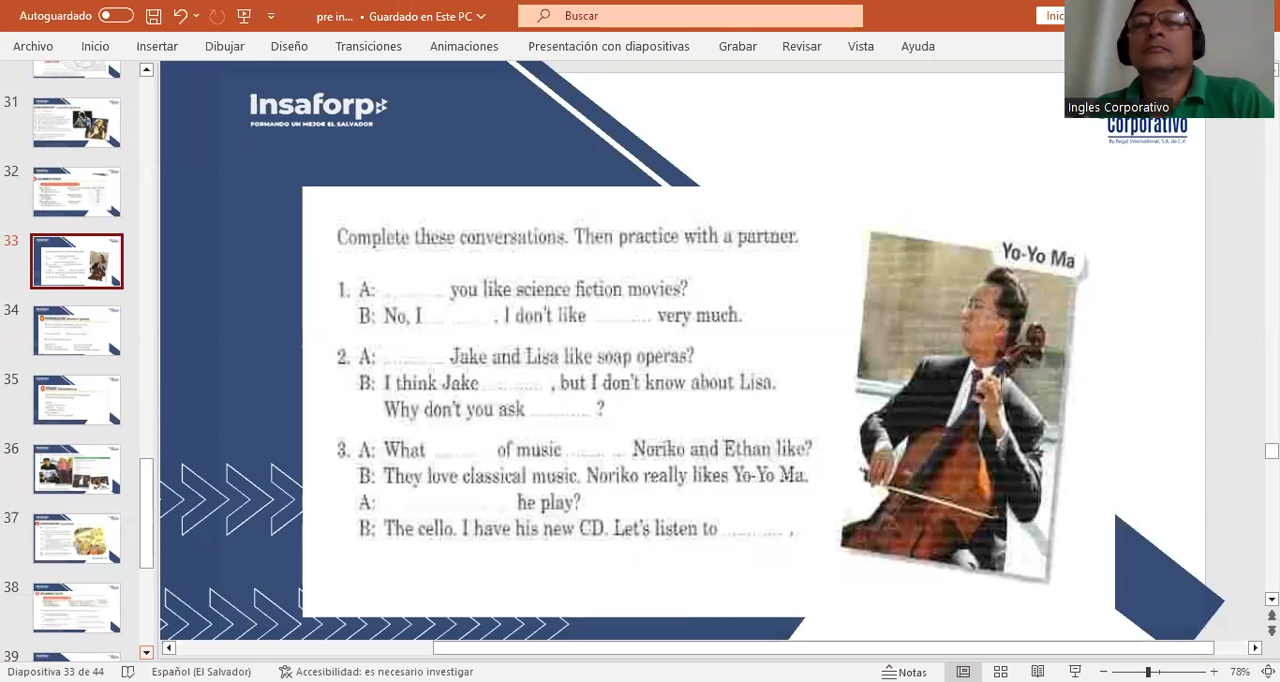 Autoguardado
pre in... • Guardado en Este PC
Buscar
Inic
Archivo Inicio Insertar Dibujar Diseño Transiciones Animaciones Presentación con diapositivas Grabar Revisar Vista Ayuda
Ingles Corporativo
31
32
33
34
35
36
37
38
39
Insaforp
FORMANDO UN MEJOR EL SALVADOR
Corporativo
By Regal International, S.A. de C.V.
Complete these conversations. Then practice with a partner.
1. A: ........ you like science fiction movies?
B: No, I ........ . I don't like ........ very much.
2. A: ........ Jake and Lisa like soap operas?
B: I think Jake ........ , but I don't know about Lisa.
Why don't you ask ........ ?
3. A: What ........ of music ........ Noriko and Ethan like?
B: They love classical music. Noriko really likes Yo-Yo Ma.
A: ........ he play?
B: The cello. I have his new CD. Let's listen to ........ .
Yo-Yo Ma
Diapositiva 33 de 44
Español (El Salvador)
Accesibilidad: es necesario investigar
Notas
78%